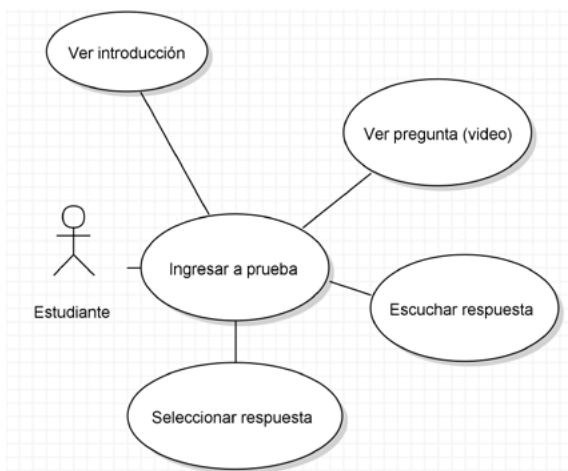 Ver introducción
Ver pregunta (video)
Ingresar a prueba
Estudiante
Escuchar respuesta
Seleccionar respuesta